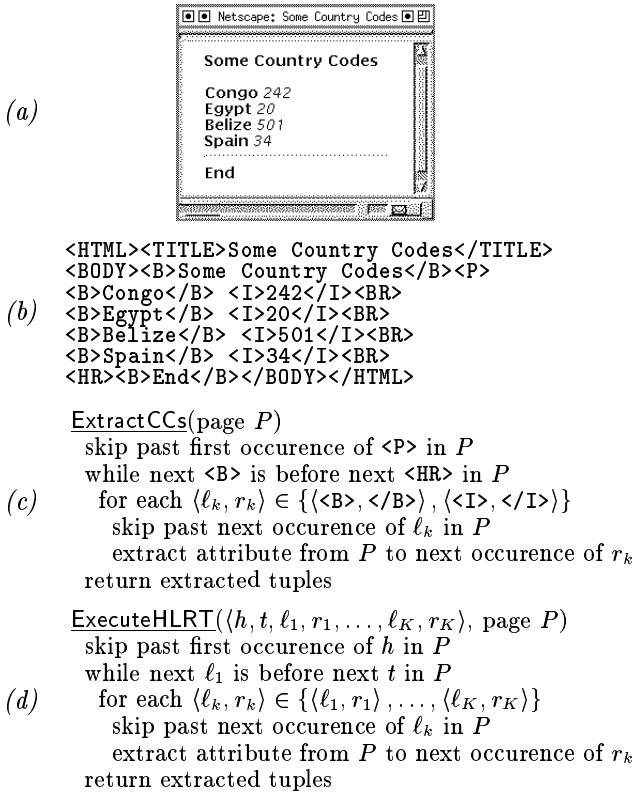 Netscape: Some Country Codes
Some Country Codes
Congo 242
Egypt 20
Belize 501
Spain 34
End
(a)
<HTML><TITLE>Some Country Codes</TITLE>
<BODY><B>Some Country Codes</B><P>
<B>Congo</B> <I>242</I><BR>
<B>Egypt</B> <I>20</I><BR>
<B>Belize</B> <I>501</I><BR>
<B>Spain</B> <I>34</I><BR>
<HR><B>End</B></BODY></HTML>
(b)
ExtractCCs(page P)
skip past first occurence of <P> in P
while next <B> is before next <HR> in P
for each ⟨ℓk, rk⟩ ∈ {⟨<B>, </B>⟩, ⟨<I>, </I>⟩}
skip past next occurence of ℓk in P
extract attribute from P to next occurence of rk
return extracted tuples
(c)
ExecuteHLRT(⟨h, t, ℓ1, r1, ..., ℓK, rK⟩, page P)
skip past first occurence of h in P
while next ℓ1 is before next t in P
for each ⟨ℓk, rk⟩ ∈ {⟨ℓ1, r1⟩, ..., ⟨ℓK, rK⟩}
skip past next occurence of ℓk in P
extract attribute from P to next occurence of rk
return extracted tuples
(d)